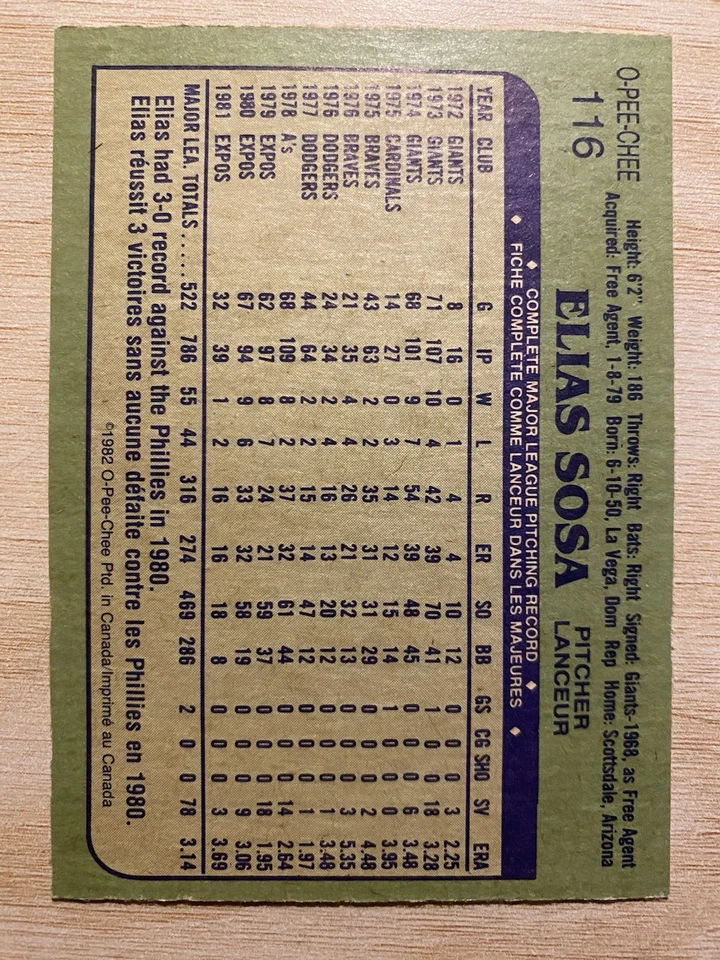 O-PEE-CHEE
116
Height: 6'2" Weight: 186 Throws: Right Bats: Right Signed: Giants-1968, as Free Agent
Acquired: Free Agent, 1-8-79 Born: 6-10-50, La Vega, Dom Rep Home: Scottsdale, Arizona
ELIAS SOSA
PITCHER
LANCEUR
♦ COMPLETE MAJOR LEAGUE PITCHING RECORD ♦
♦ FICHE COMPLETE COMME LANCEUR DANS LES MAJEURES ♦
YEAR CLUB G IP W L R ER SO BB GS CG SHO SV ERA
1972 GIANTS 8 16 0 1 4 4 10 12 0 0 0 3 2.25
1973 GIANTS 71 107 10 4 42 39 70 41 1 0 0 18 3.28
1974 GIANTS 68 101 9 7 54 39 48 45 0 0 0 6 3.48
1975 CARDINALS 14 27 0 3 14 12 15 14 1 0 0 0 3.95
1975 BRAVES 43 63 2 2 35 31 31 29 0 0 0 2 4.48
1976 BRAVES 21 35 4 4 26 21 32 13 0 0 0 3 5.35
1976 DODGERS 24 34 2 4 16 13 20 12 0 0 0 1 3.48
1977 DODGERS 44 64 2 2 15 14 47 12 0 0 0 1 1.97
1978 A's 68 109 8 2 37 32 61 44 0 0 0 14 2.64
1979 EXPOS 62 97 8 7 24 21 59 37 0 0 0 18 1.95
1980 EXPOS 67 94 9 6 33 32 58 19 0 0 0 9 3.06
1981 EXPOS 32 39 1 2 16 16 18 8 0 0 0 3 3.69
MAJOR LEA. TOTALS ..... 522 786 55 44 316 274 469 286 2 0 0 78 3.14
Elias had 3-0 record against the Phillies in 1980.
Elias réussit 3 victoires sans aucune défaite contre les Phillies en 1980.
©1982 O-Pee-Chee Ptd. in Canada/Imprimé au Canada